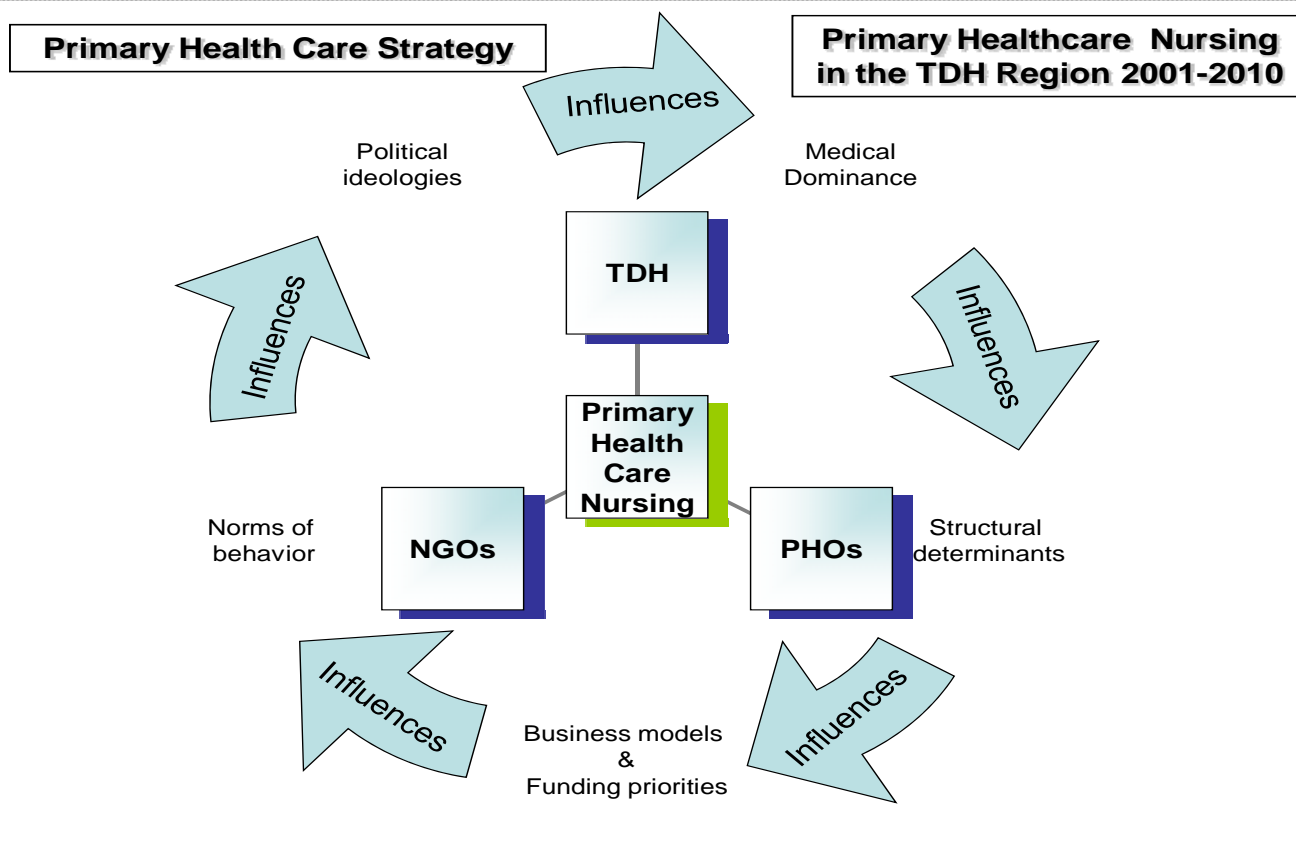 Primary Health Care Strategy
Primary Healthcare Nursing
in the TDH Region 2001-2010
Influences
Political
ideologies
Medical
Dominance
TDH
Influences
Influences
Primary
Health
Care
Nursing
NGOs
PHOs
Norms of
behavior
Structural
determinants
Influences
Influences
Business models
&
Funding priorities